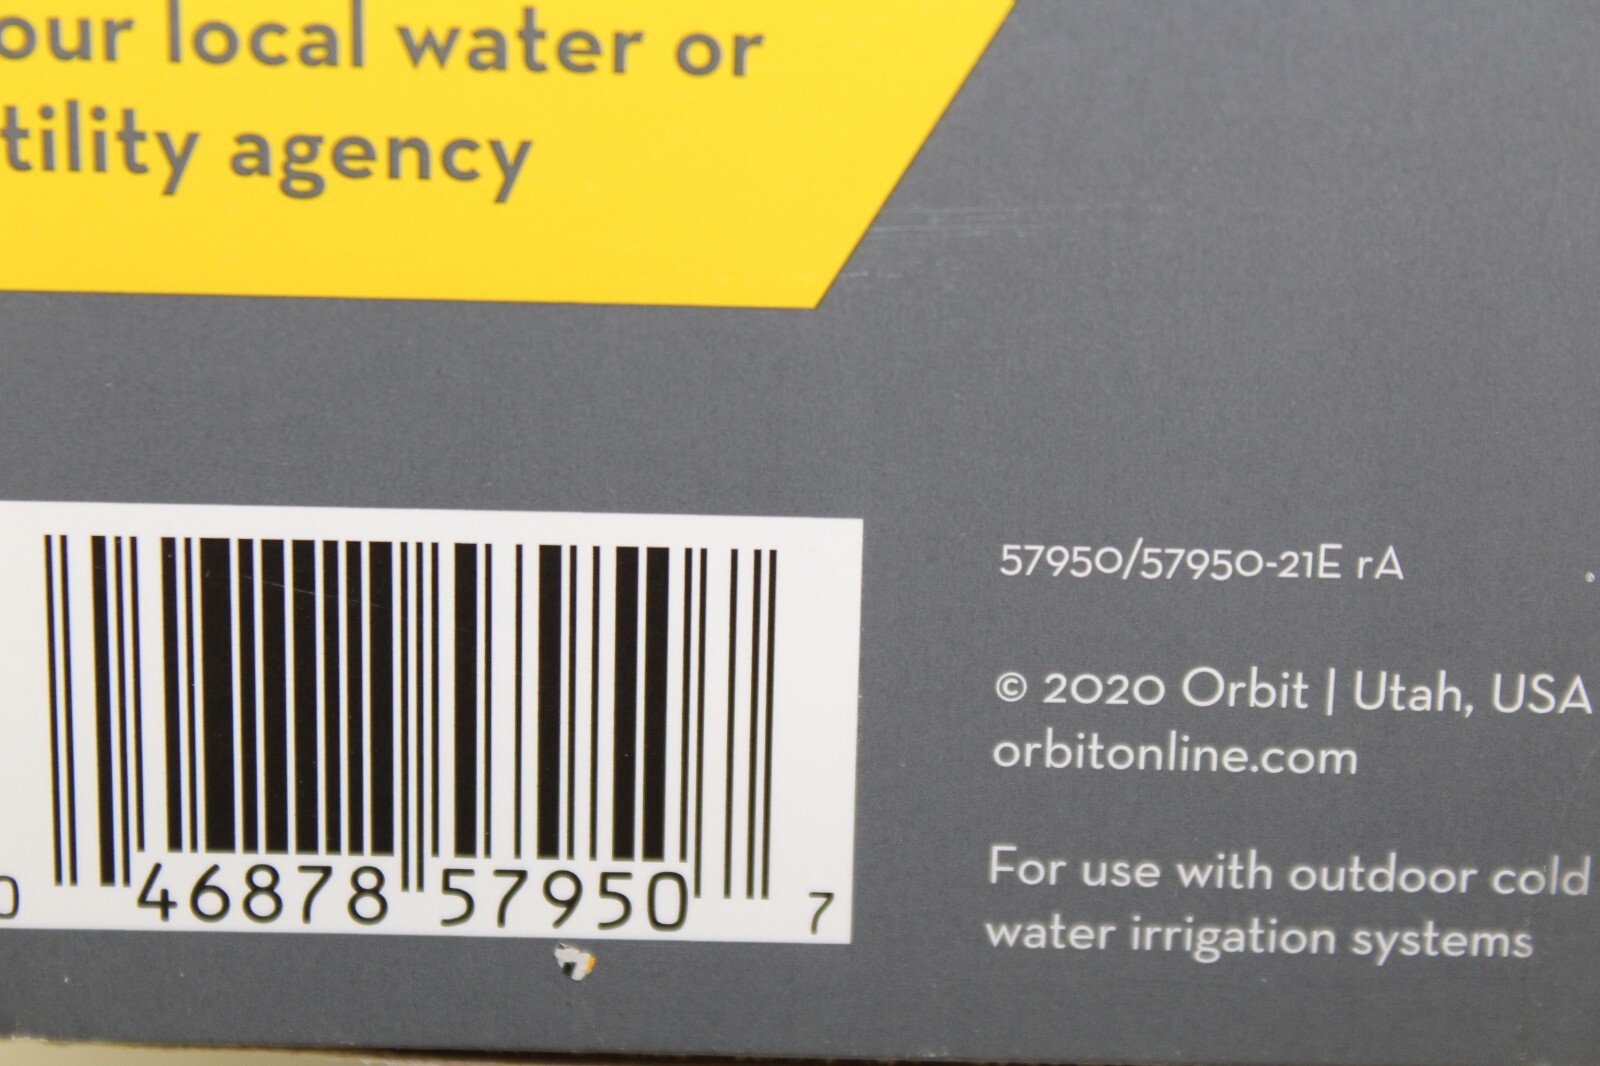 our local water or
tility agency
57950/57950-21E rA
© 2020 Orbit | Utah, USA
orbitonline.com
For use with outdoor cold
water irrigation systems
0 46878 57950 7